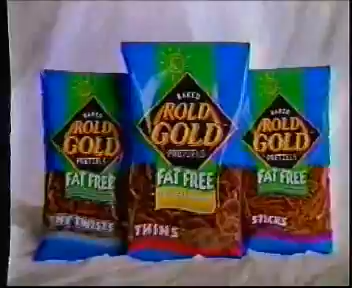 BAKED
ROLD
GOLD
PRETZELS
FAT FREE
TINY TWISTS
BAKED
ROLD
GOLD
PRETZELS
FAT FREE
THINS
BAKED
ROLD
GOLD
PRETZELS
FAT FREE
STICKS